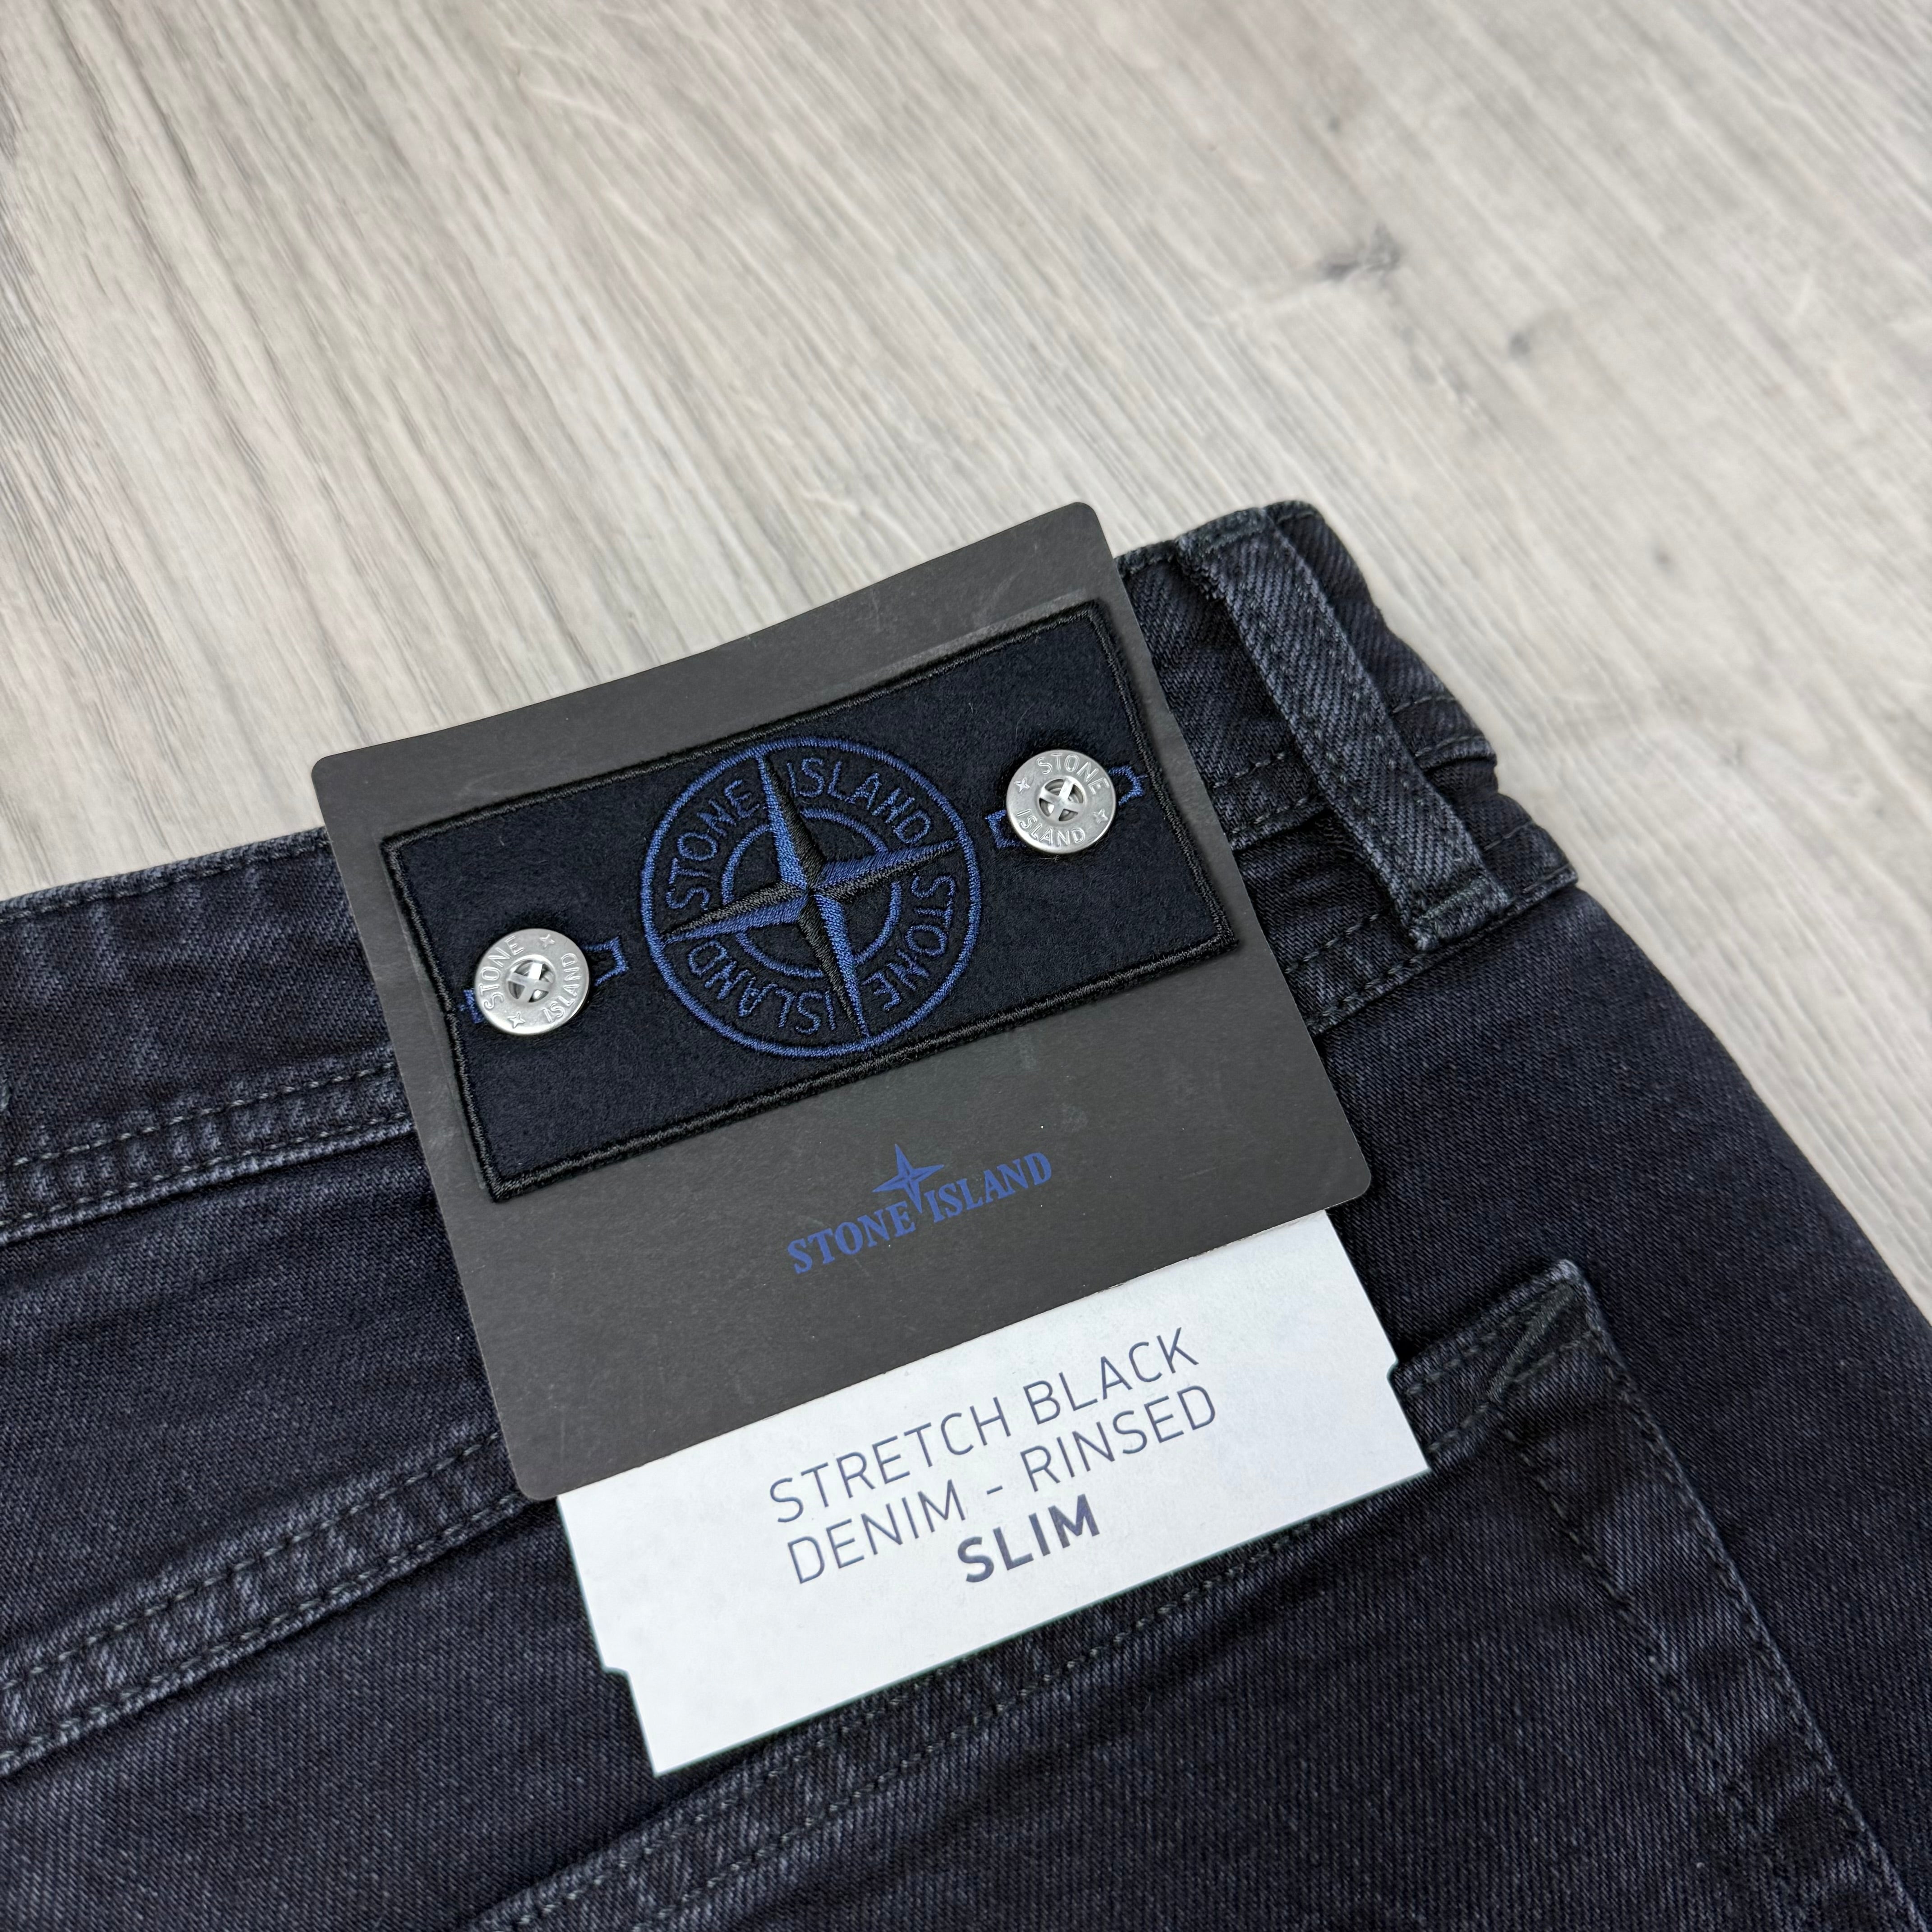 STONE ISLAND
STONE ISLAND
STONE ISLAND
STONE ISLAND
STONE ISLAND
STRETCH BLACK
DENIM - RINSED
SLIM